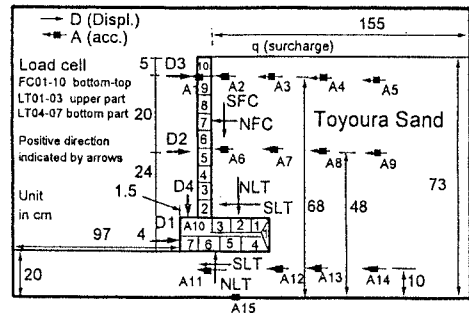 D (Displ.)
A (acc.)
155
q (surcharge)
Load cell
FC01-10 bottom-top
LT01-03 upper part
LT04-07 bottom part
Positive direction
indicated by arrows
Unit
in cm
5
D3
20
D2
24
1.5
D4
D1
97
4
20
10
9
8
7
6
5
4
3
2
A1
A2
A3
A4
A5
SFC
NFC
Toyoura Sand
A6
A7
A8
A9
NLT
SLT
68
48
73
A10
3
2
1
7
6
5
4
SLT
NLT
A11
A12
A13
A14
10
A15